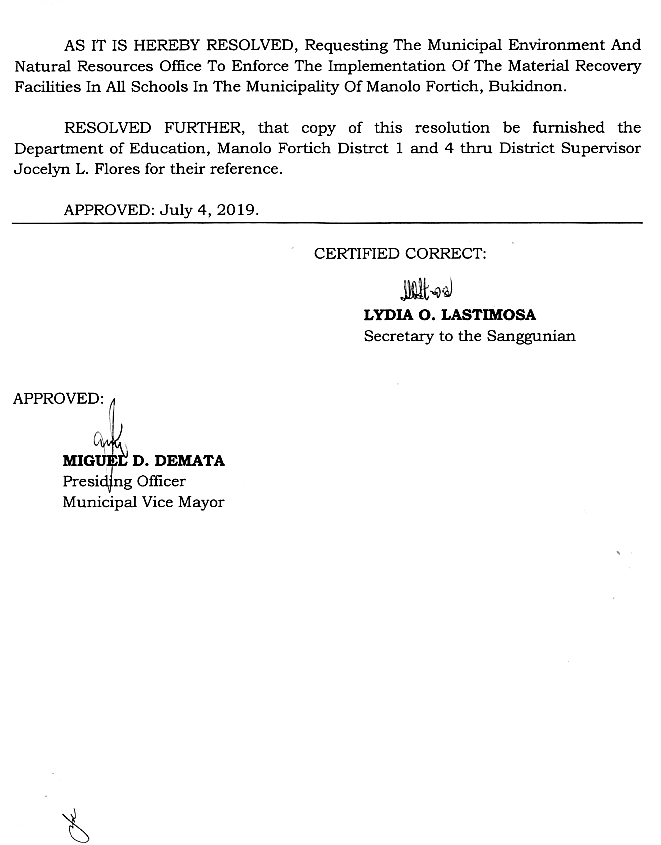 AS IT IS HEREBY RESOLVED, Requesting The Municipal Environment And
Natural Resources Office To Enforce The Implementation Of The Material Recovery
Facilities In All Schools In The Municipality Of Manolo Fortich, Bukidnon.
RESOLVED FURTHER, that copy of this resolution be furnished the
Department of Education, Manolo Fortich Distrct 1 and 4 thru District Supervisor
Jocelyn L. Flores for their reference.
APPROVED: July 4, 2019.
CERTIFIED CORRECT:
LYDIA O. LASTIMOSA
Secretary to the Sanggunian
APPROVED:
MIGUEL D. DEMATA
Presiding Officer
Municipal Vice Mayor